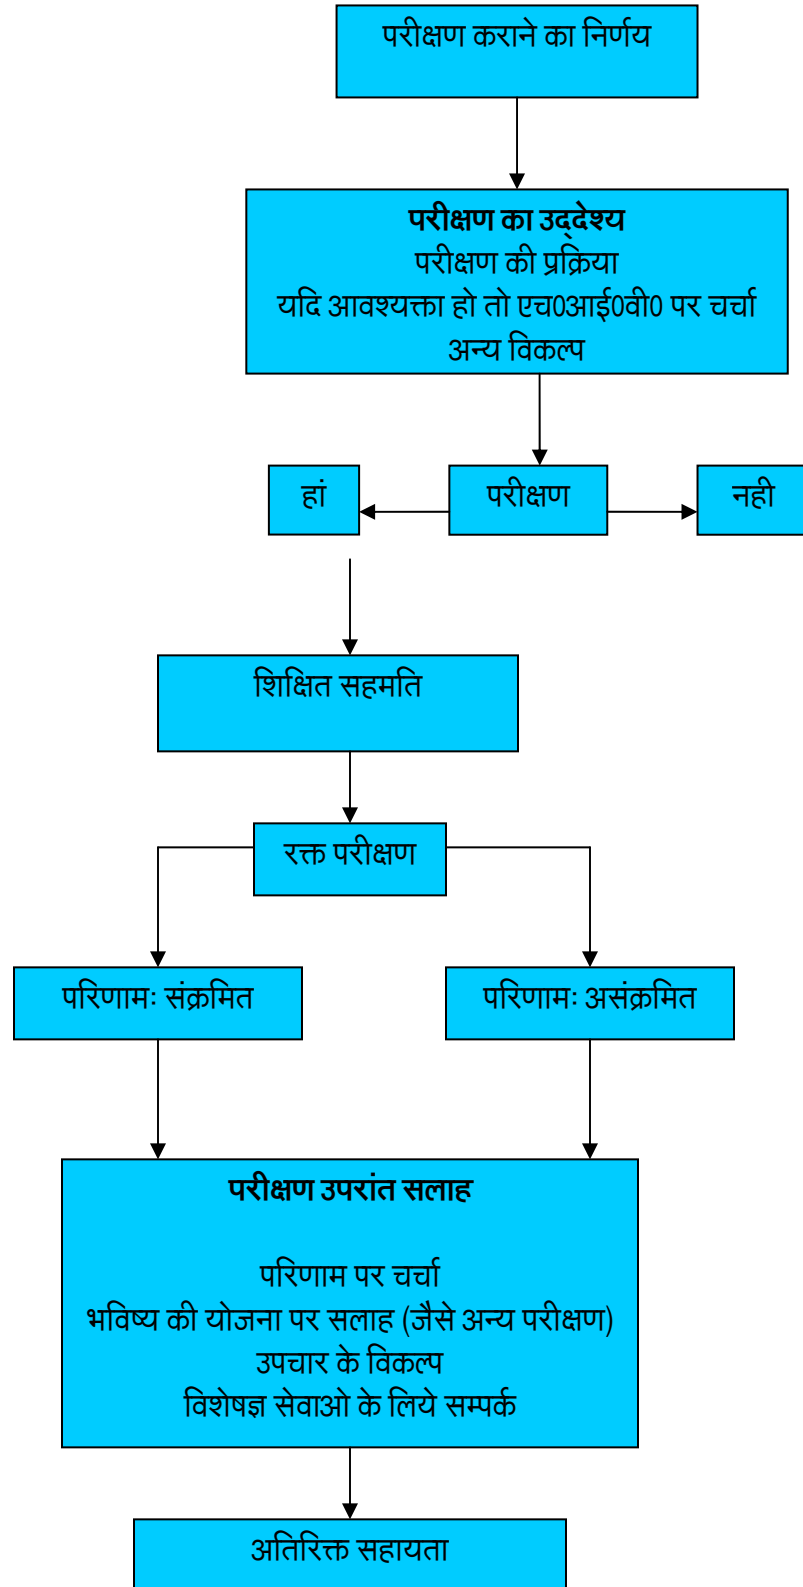 परीक्षण कराने का निर्णय
परीक्षण का उद्देश्य
परीक्षण की प्रक्रिया
यदि आवश्यक्ता हो तो एच0आई0वी0 पर चर्चा
अन्य विकल्प
हां
परीक्षण
नही
शिक्षित सहमति
रक्त परीक्षण
परिणामः संक्रमित
परिणामः असंक्रमित
परीक्षण उपरांत सलाह
परिणाम पर चर्चा
भविष्य की योजना पर सलाह (जैसे अन्य परीक्षण)
उपचार के विकल्प
विशेषज्ञ सेवाओ के लिये सम्पर्क
अतिरिक्त सहायता